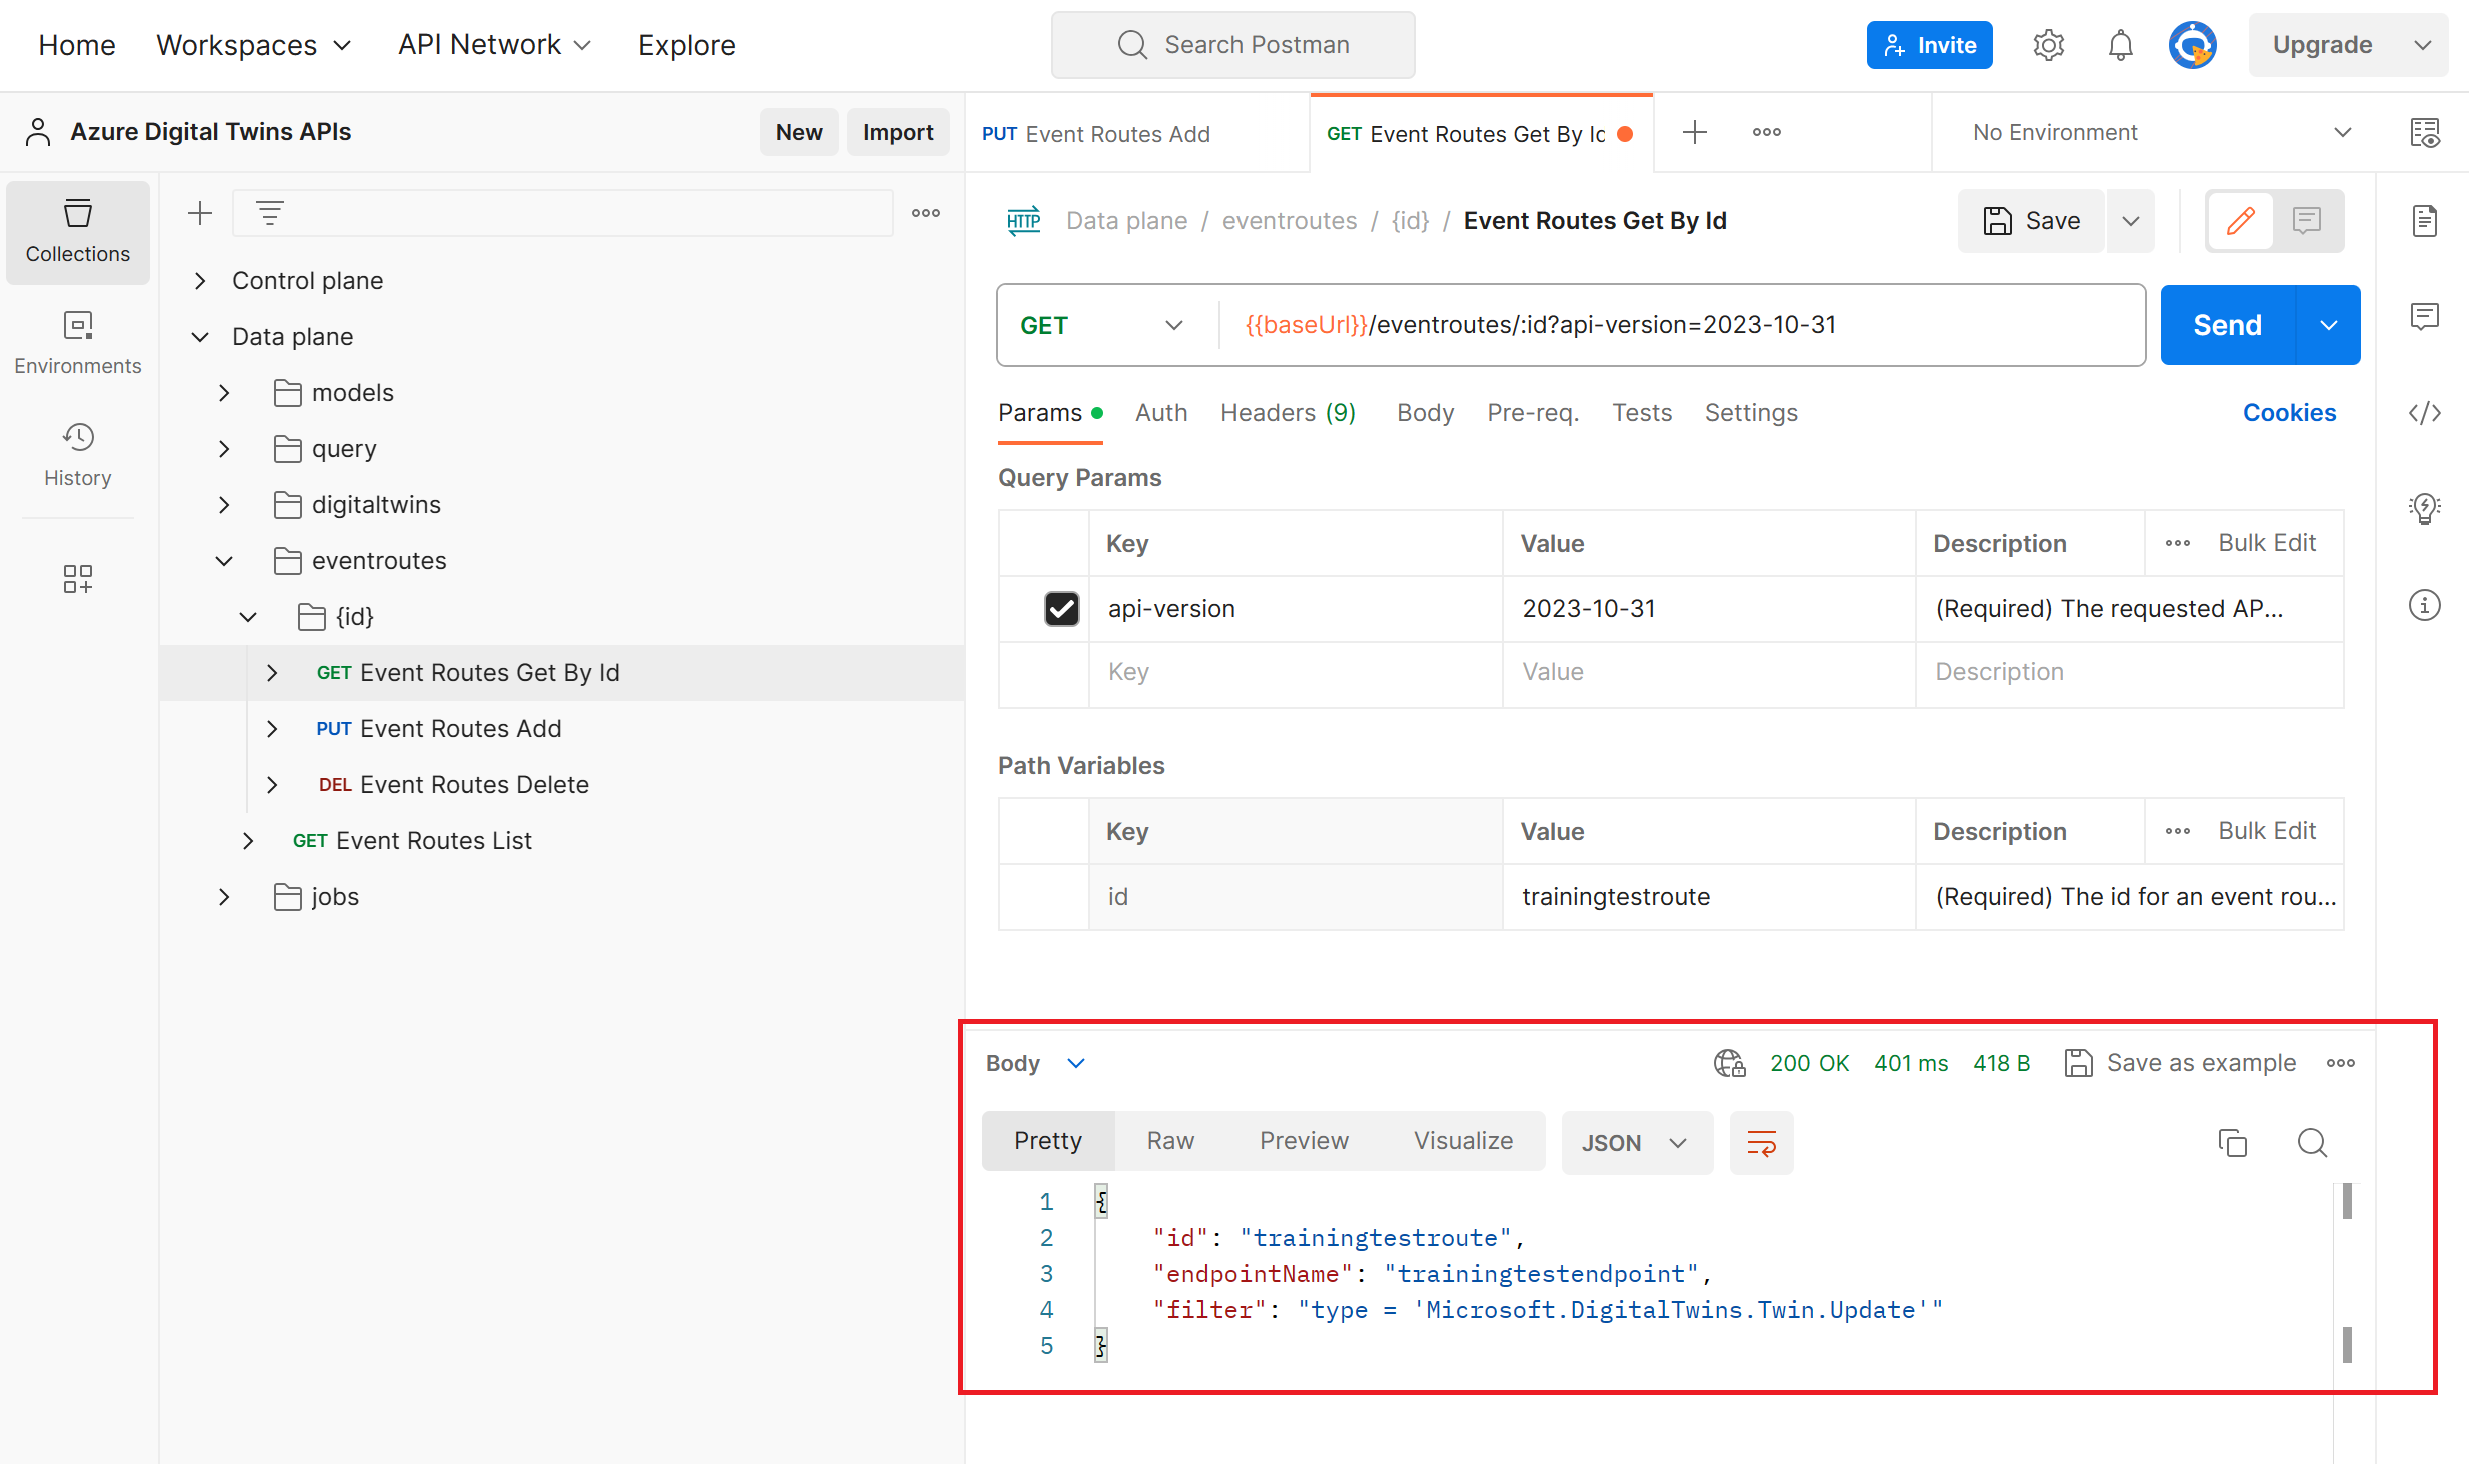 Home Workspaces API Network Explore Search Postman Invite Upgrade
Azure Digital Twins APIs New Import
PUT Event Routes Add GET Event Routes Get By Id No Environment
Collections
Environments
History
Control plane
Data plane
models
query
digitaltwins
eventroutes
{id}
GET Event Routes Get By Id
PUT Event Routes Add
DEL Event Routes Delete
GET Event Routes List
jobs
HTTP Data plane / eventroutes / {id} / Event Routes Get By Id Save
GET {{baseUrl}}/eventroutes/:id?api-version=2023-10-31 Send
Params Auth Headers (9) Body Pre-req. Tests Settings Cookies
Query Params
Key Value Description Bulk Edit
api-version 2023-10-31 (Required) The requested AP...
Key Value Description
Path Variables
Key Value Description Bulk Edit
id trainingtestroute (Required) The id for an event rou...
Body 200 OK 401 ms 418 B Save as example
Pretty Raw Preview Visualize JSON
1 {
2 "id": "trainingtestroute",
3 "endpointName": "trainingtestendpoint",
4 "filter": "type = 'Microsoft.DigitalTwins.Twin.Update'"
5 }